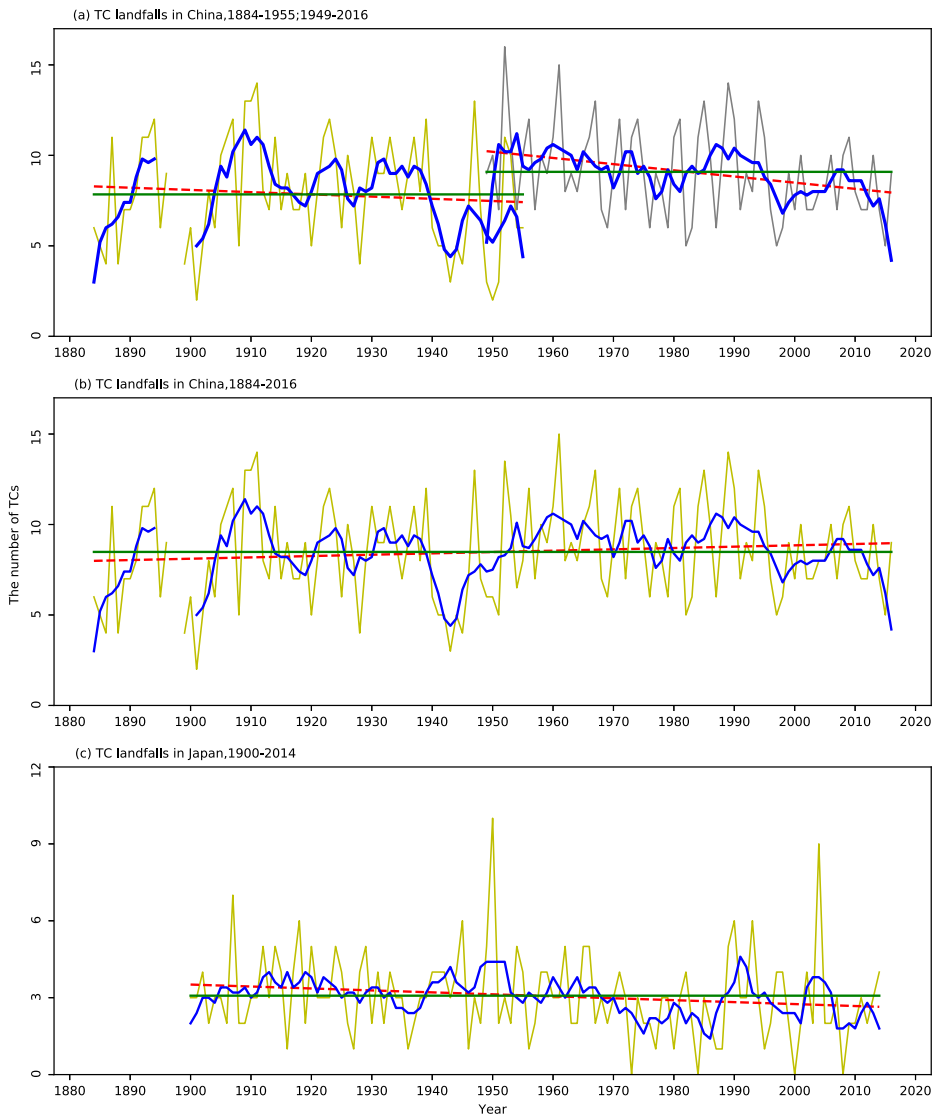 (a) TC landfalls in China,1884-1955;1949-2016
15
10
5
0
1880 1890 1900 1910 1920 1930 1940 1950 1960 1970 1980 1990 2000 2010 2020
(b) TC landfalls in China,1884-2016
The number of TCs
15
10
5
0
1880 1890 1900 1910 1920 1930 1940 1950 1960 1970 1980 1990 2000 2010 2020
(c) TC landfalls in Japan,1900-2014
12
9
6
3
0
1880 1890 1900 1910 1920 1930 1940 1950 1960 1970 1980 1990 2000 2010 2020
Year